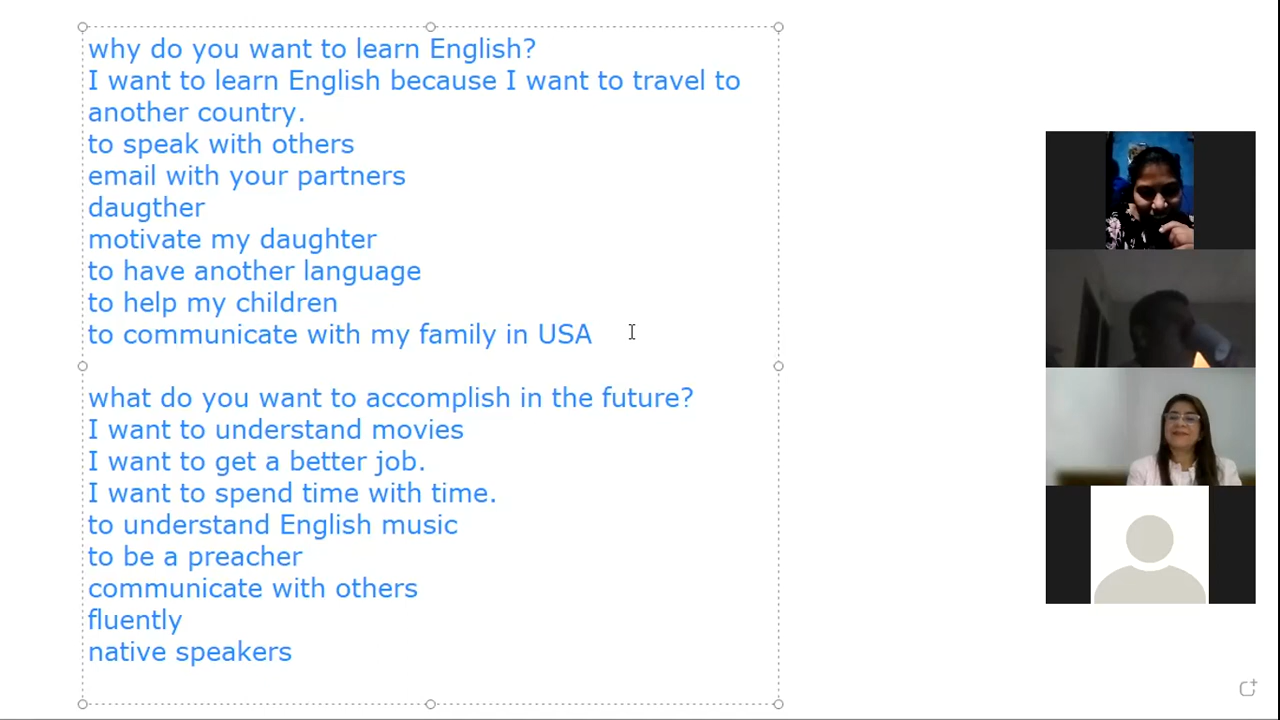 why do you want to learn English?
I want to learn English because I want to travel to
another country.
to speak with others
email with your partners
daugther
motivate my daughter
to have another language
to help my children
to communicate with my family in USA
what do you want to accomplish in the future?
I want to understand movies
I want to get a better job.
I want to spend time with time.
to understand English music
to be a preacher
communicate with others
fluently
native speakers